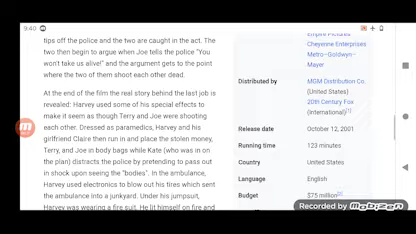 9:40
tips off the police and the two are caught in the act. The
two then begin to argue when Joe tells the police "You
won't take us alive!" and the argument gets to the point
where the two of them shoot each other dead.
At the end of the film the real story behind the last job is
revealed: Harvey used some of his special effects to
make it seem as though Terry and Joe were shooting
each other. Dressed as paramedics, Harvey and his
girlfriend Claire then run in and place the stolen money,
Terry, and Joe in body bags while Kate (who was in on
the plan) distracts the police by pretending to pass out
in shock upon seeing the "bodies". In the ambulance,
Harvey used electronics to blow out his tires which sent
the ambulance into a junkyard. Under his jumpsuit,
Harvey was wearing a fire suit. He lit himself on fire and
Empire Pictures
Cheyenne Enterprises
Metro-Goldwyn-
Mayer
Distributed by MGM Distribution Co.
(United States)
20th Century Fox
(International)[1]
Release date October 12, 2001
Running time 123 minutes
Country United States
Language English
Budget $75 million
Recorded by Mobizen